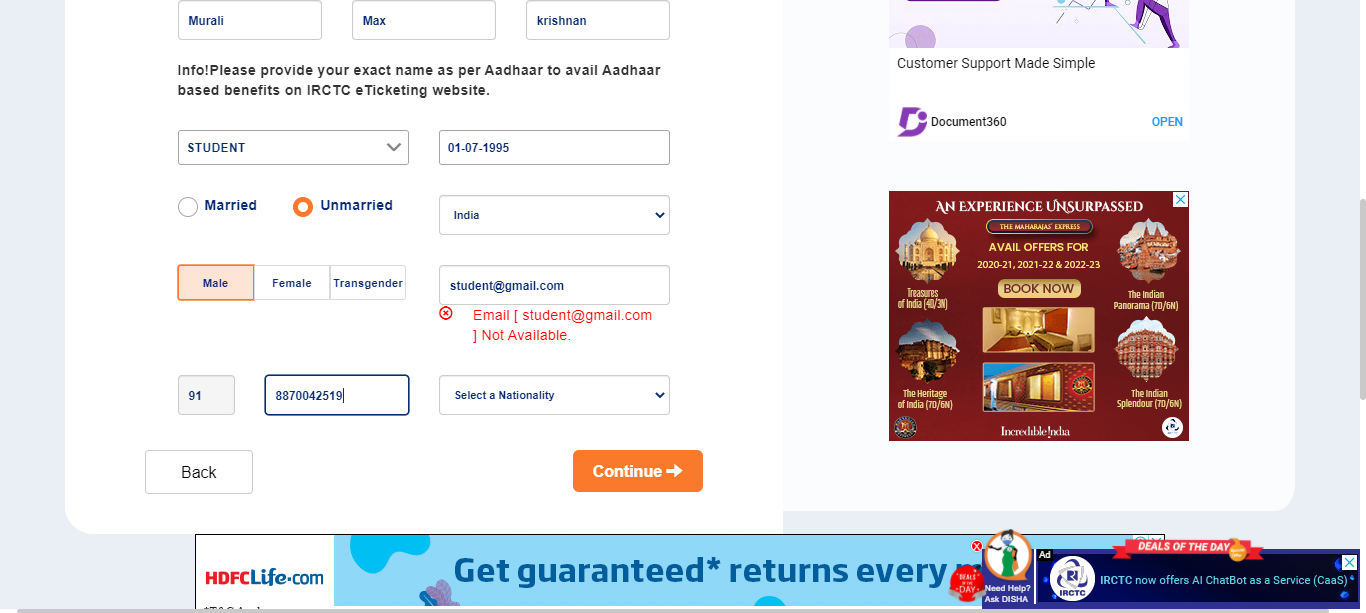 Murali
Max
krishnan
Info!Please provide your exact name as per Aadhaar to avail Aadhaar
based benefits on IRCTC eTicketing website.
STUDENT
01-07-1995
Married
Unmarried
India
Male
Female
Transgender
student@gmail.com
Email [ student@gmail.com
] Not Available.
91
8870042519
Select a Nationality
Back
Continue
Customer Support Made Simple
Document360
OPEN
AN EXPERIENCE UNSURPASSED
THE MAHARAJAS' EXPRESS
AVAIL OFFERS FOR
2020-21, 2021-22 & 2022-23
BOOK NOW
Treasures
of India (4D/3N)
The Indian
Panorama (7D/6N)
The Heritage
of India (7D/6N)
The Indian
Splendour (7D/6N)
Incredible!ndia
HDFC Life.com
Get guaranteed* returns every
DEALS OF THE DAY
"DEALS
OF THE
DAY"
Need Help?
Ask DISHA
Ad
IRCTC
IRCTC now offers AI ChatBot as a Service (CaaS)